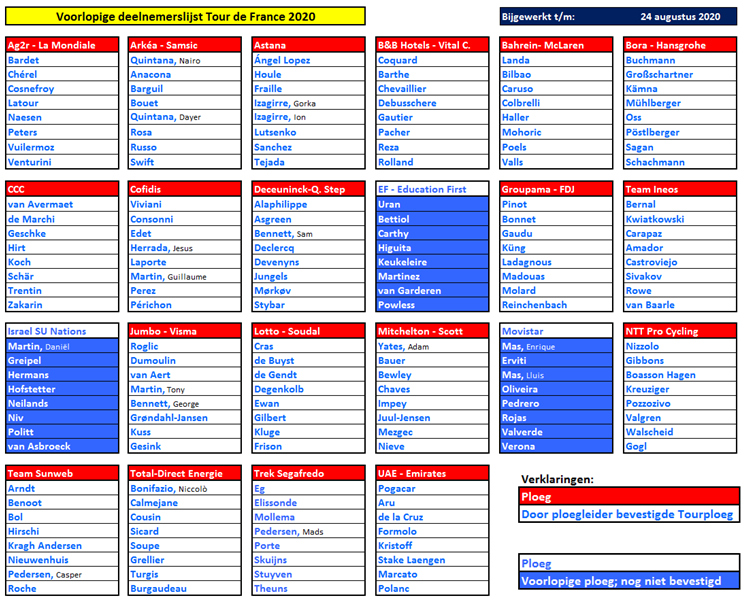 Voorlopige deelnemerslijst Tour de France 2020
Bijgewerkt t/m: 24 augustus 2020
Ag2r - La Mondiale
Bardet
Chérel
Cosnefroy
Latour
Naesen
Peters
Vuilermoz
Venturini
Arkéa - Samsic
Quintana, Nairo
Anacona
Barguil
Bouet
Quintana, Dayer
Rosa
Russo
Swift
Astana
Ángel Lopez
Houle
Fraille
Izagirre, Gorka
Izagirre, Ion
Lutsenko
Sanchez
Tejada
B&B Hotels - Vital C.
Coquard
Barthe
Chevaillier
Debusschere
Gautier
Pacher
Reza
Rolland
Bahrein- McLaren
Landa
Bilbao
Caruso
Colbrelli
Haller
Mohoric
Poels
Valls
Bora - Hansgrohe
Buchmann
Großschartner
Kämna
Mühlberger
Oss
Pöstlberger
Sagan
Schachmann
CCC
van Avermaet
de Marchi
Geschke
Hirt
Koch
Schär
Trentin
Zakarin
Cofidis
Viviani
Consonni
Edet
Herrada, Jesus
Laporte
Martin, Guillaume
Perez
Périchon
Deceuninck-Q. Step
Alaphilippe
Asgreen
Bennett, Sam
Declercq
Devenyns
Jungels
Mørkøv
Stybar
EF - Education First
Uran
Bettiol
Carthy
Higuita
Keukeleire
Martinez
van Garderen
Powless
Groupama - FDJ
Pinot
Bonnet
Gaudu
Küng
Ladagnous
Madouas
Molard
Reinchenbach
Team Ineos
Bernal
Kwiatkowski
Carapaz
Amador
Castroviejo
Sivakov
Rowe
van Baarle
Israel SU Nations
Martin, Daniël
Greipel
Hermans
Hofstetter
Neilands
Niv
Politt
van Asbroeck
Jumbo - Visma
Roglic
Dumoulin
van Aert
Martin, Tony
Bennett, George
Grøndahl-Jansen
Kuss
Gesink
Lotto - Soudal
Cras
de Buyst
de Gendt
Degenkolb
Ewan
Gilbert
Kluge
Frison
Mitchelton - Scott
Yates, Adam
Bauer
Bewley
Chaves
Impey
Juul-Jensen
Mezgec
Nieve
Movistar
Mas, Enrique
Erviti
Mas, Lluis
Oliveira
Pedrero
Rojas
Valverde
Verona
NTT Pro Cycling
Nizzolo
Gibbons
Boasson Hagen
Kreuziger
Pozzovivo
Valgren
Walscheid
Gogl
Team Sunweb
Arndt
Benoot
Bol
Hirschi
Kragh Andersen
Nieuwenhuis
Pedersen, Casper
Roche
Total-Direct Energie
Bonifazio, Niccolò
Calmejane
Cousin
Sicard
Soupe
Grellier
Turgis
Burgaudeau
Trek Segafredo
Eg
Elissonde
Mollema
Pedersen, Mads
Porte
Skuijns
Stuyven
Theuns
UAE - Emirates
Pogacar
Aru
de la Cruz
Formolo
Kristoff
Stake Laengen
Marcato
Polanc
Verklaringen:
Ploeg
Door ploegleider bevestigde Tourploeg
Ploeg
Voorlopige ploeg; nog niet bevestigd